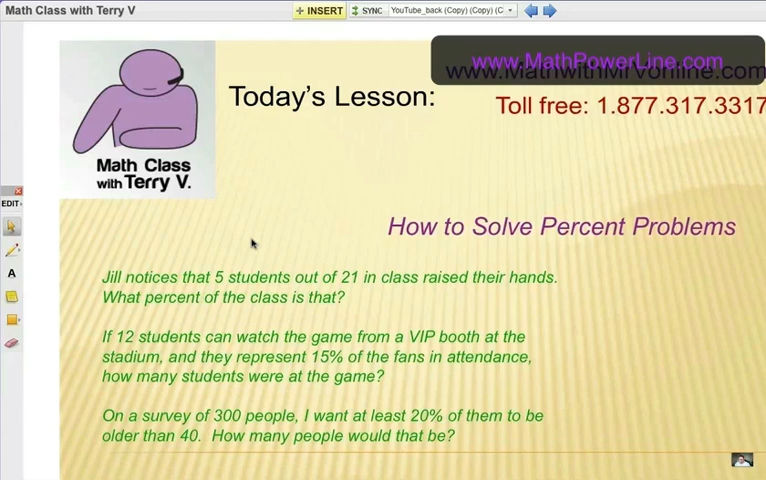 Math Class with Terry V
+ INSERT
SYNC
YouTube_back (Copy) (Copy) (C
www.MathPowerLine.com
www.MathwithMrVonline.com
Today's Lesson:
Toll free: 1.877.317.3317
Math Class
with Terry V.
EDIT
A
How to Solve Percent Problems
Jill notices that 5 students out of 21 in class raised their hands.
What percent of the class is that?
If 12 students can watch the game from a VIP booth at the
stadium, and they represent 15% of the fans in attendance,
how many students were at the game?
On a survey of 300 people, I want at least 20% of them to be
older than 40.  How many people would that be?